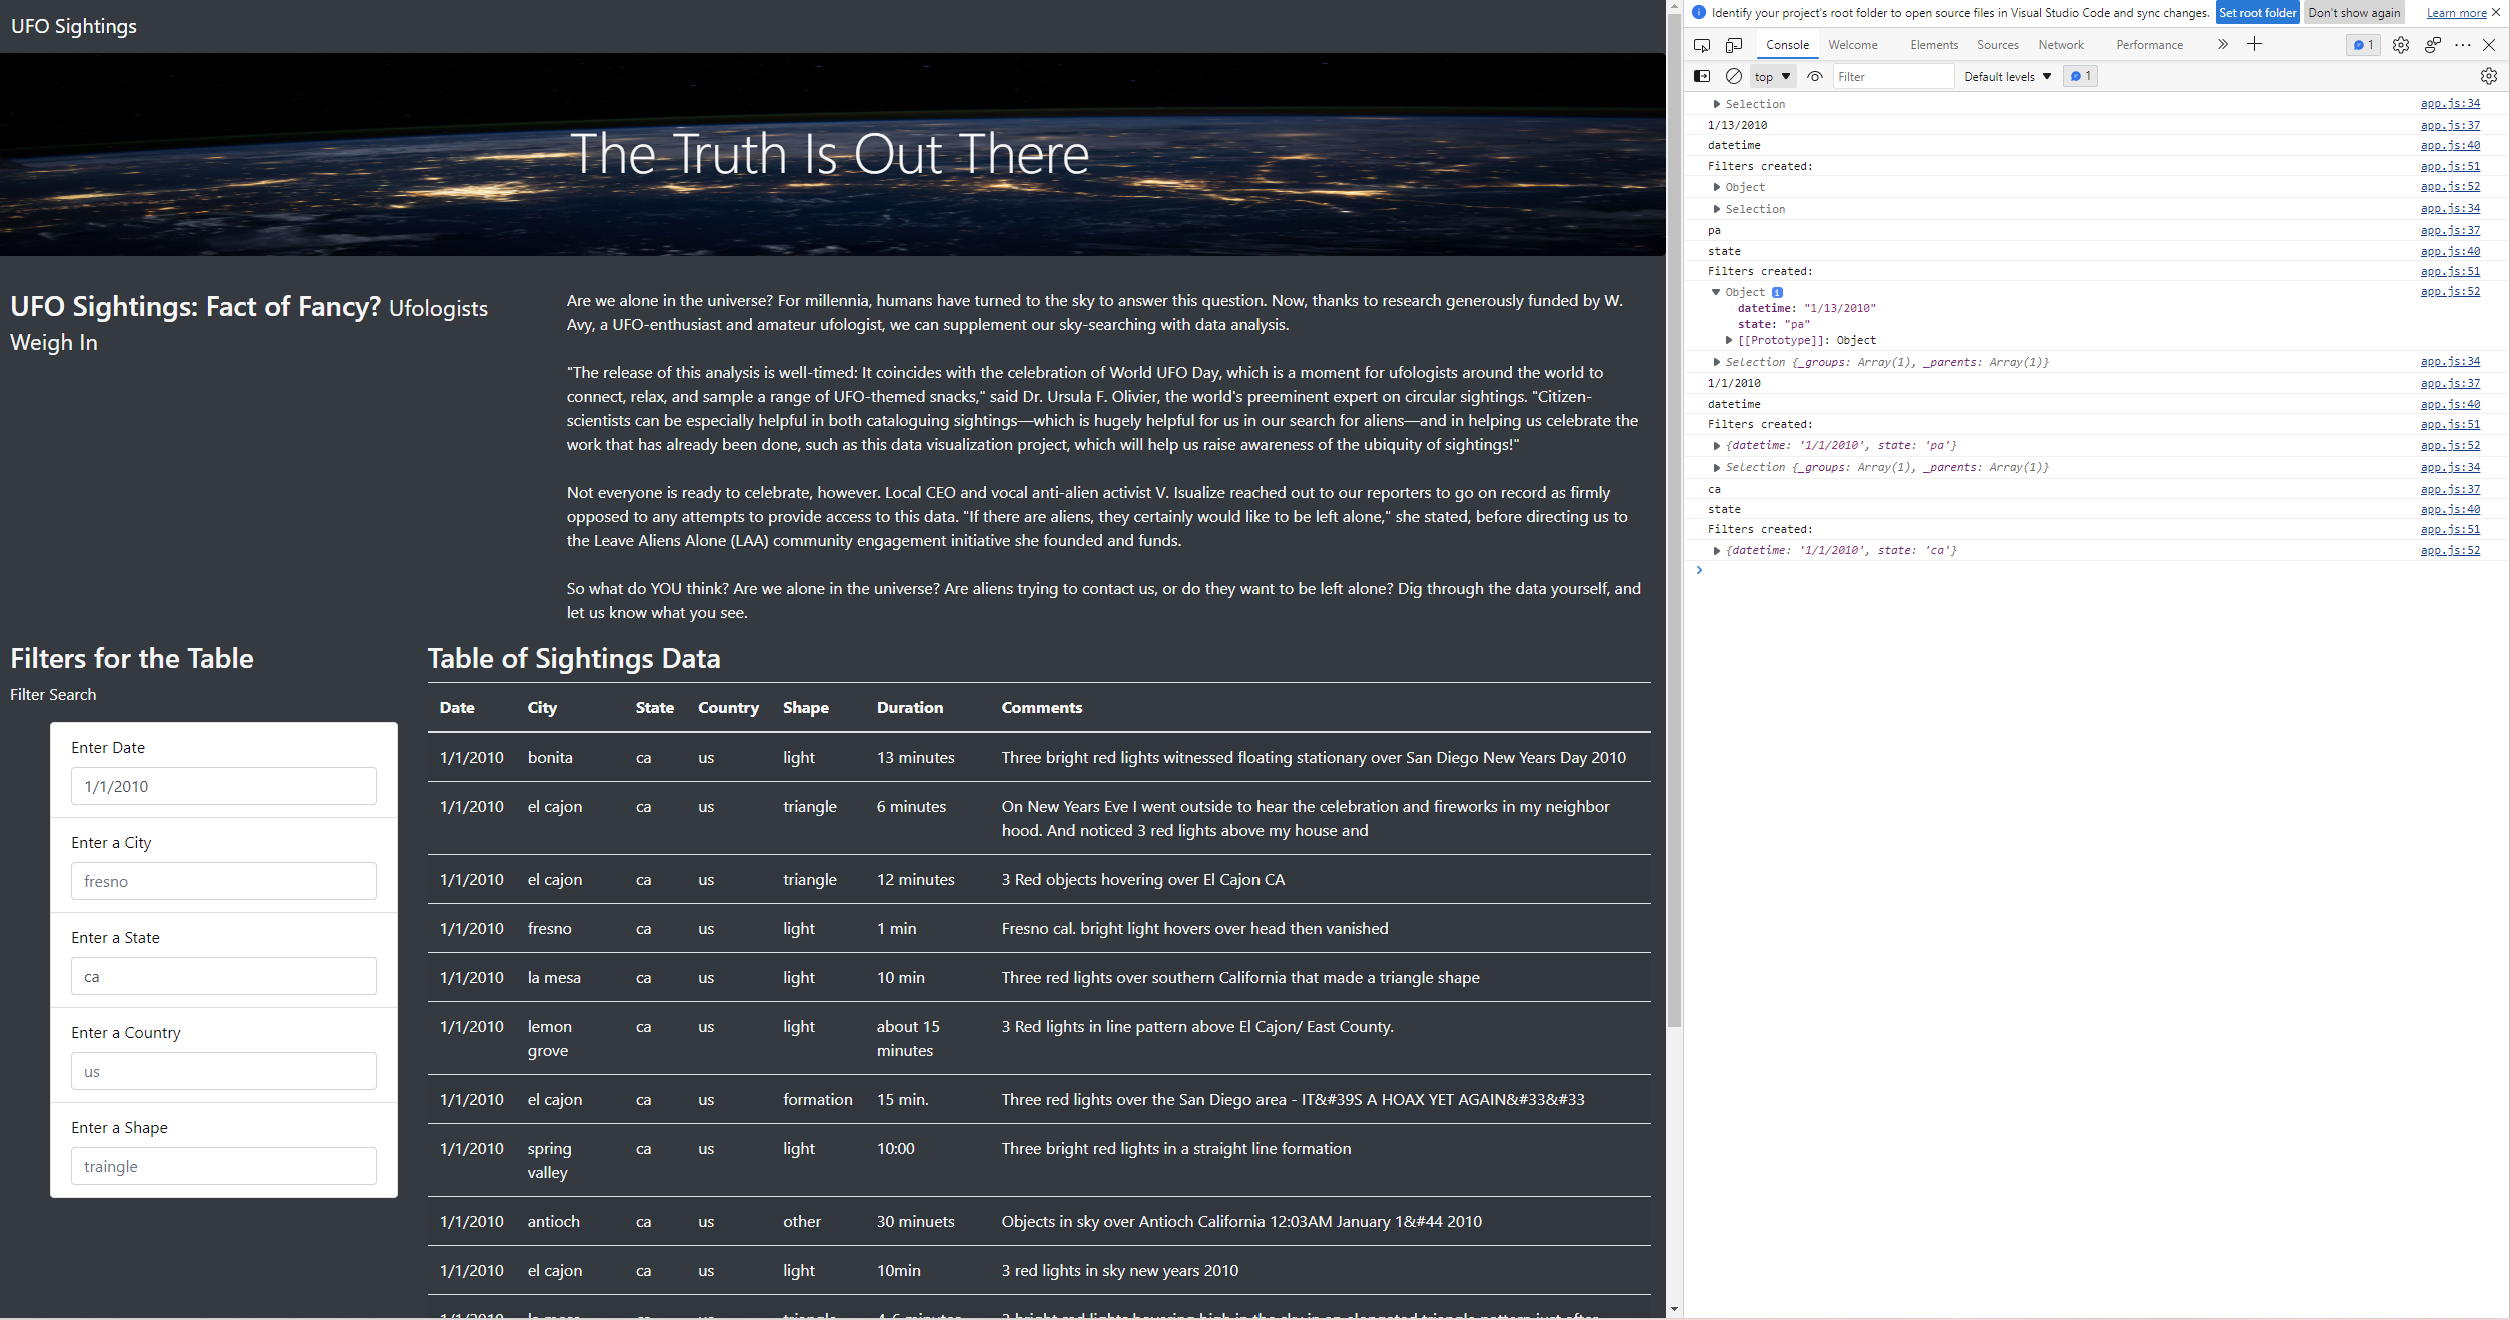 UFO Sightings
The Truth Is Out There
UFO Sightings: Fact of Fancy? Ufologists
Weigh In
Are we alone in the universe? For millennia, humans have turned to the sky to answer this question. Now, thanks to research generously funded by W.
Avy, a UFO-enthusiast and amateur ufologist, we can supplement our sky-searching with data analysis.
"The release of this analysis is well-timed: It coincides with the celebration of World UFO Day, which is a moment for ufologists around the world to
connect, relax, and sample a range of UFO-themed snacks," said Dr. Ursula F. Olivier, the world's preeminent expert on circular sightings. "Citizen-
scientists can be especially helpful in both cataloguing sightings—which is hugely helpful for us in our search for aliens—and in helping us celebrate the
work that has already been done, such as this data visualization project, which will help us raise awareness of the ubiquity of sightings!"
Not everyone is ready to celebrate, however. Local CEO and vocal anti-alien activist V. Isualize reached out to our reporters to go on record as firmly
opposed to any attempts to provide access to this data. "If there are aliens, they certainly would like to be left alone," she stated, before directing us to
the Leave Aliens Alone (LAA) community engagement initiative she founded and funds.
So what do YOU think? Are we alone in the universe? Are aliens trying to contact us, or do they want to be left alone? Dig through the data yourself, and
let us know what you see.
Filters for the Table
Filter Search
Enter Date
1/1/2010
Enter a City
fresno
Enter a State
ca
Enter a Country
us
Enter a Shape
traingle
Table of Sightings Data
Date City State Country Shape Duration Comments
1/1/2010 bonita ca us light 13 minutes Three bright red lights witnessed floating stationary over San Diego New Years Day 2010
1/1/2010 el cajon ca us triangle 6 minutes On New Years Eve I went outside to hear the celebration and fireworks in my neighbor
hood. And noticed 3 red lights above my house and
1/1/2010 el cajon ca us triangle 12 minutes 3 Red objects hovering over El Cajon CA
1/1/2010 fresno ca us light 1 min Fresno cal. bright light hovers over head then vanished
1/1/2010 la mesa ca us light 10 min Three red lights over southern California that made a triangle shape
1/1/2010 lemon ca us light about 15 3 Red lights in line pattern above El Cajon/ East County.
grove minutes
1/1/2010 el cajon ca us formation 15 min. Three red lights over the San Diego area - IT&#39S A HOAX YET AGAIN&#33&#33
1/1/2010 spring ca us light 10:00 Three bright red lights in a straight line formation
valley
1/1/2010 antioch ca us other 30 minuets Objects in sky over Antioch California 12:03AM January 1&#44 2010
1/1/2010 el cajon ca us light 10min 3 red lights in sky new years 2010
Identify your project's root folder to open source files in Visual Studio Code and sync changes. Set root folder Don't show again Learn more
Console Welcome Elements Sources Network Performance 1
top Filter Default levels 1
Selection app.js:34
1/13/2010 app.js:37
datetime app.js:40
Filters created: app.js:51
Object app.js:52
Selection app.js:34
pa app.js:37
state app.js:40
Filters created: app.js:51
Object app.js:52
datetime: "1/13/2010"
state: "pa"
[[Prototype]]: Object
Selection {_groups: Array(1), _parents: Array(1)} app.js:34
1/1/2010 app.js:37
datetime app.js:40
Filters created: app.js:51
{datetime: '1/1/2010', state: 'pa'} app.js:52
Selection {_groups: Array(1), _parents: Array(1)} app.js:34
ca app.js:37
state app.js:40
Filters created: app.js:51
{datetime: '1/1/2010', state: 'ca'} app.js:52